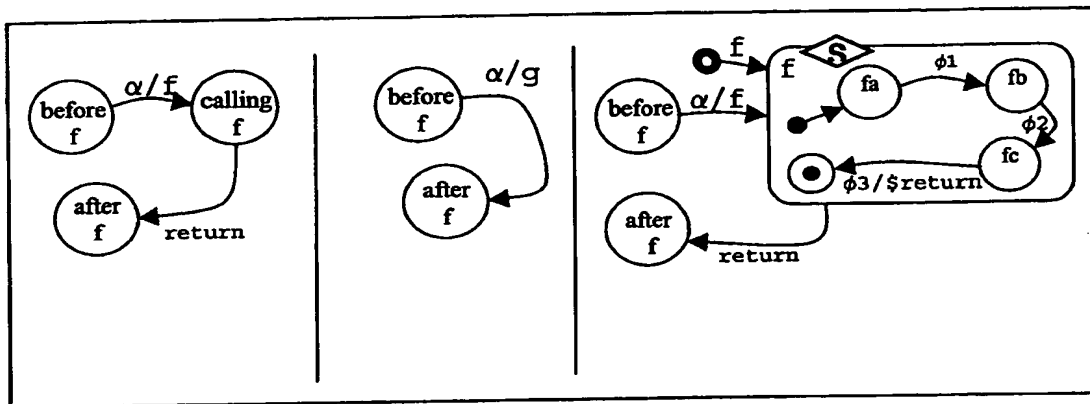 before
f
α/f
calling
f
after
f
return
before
f
α/g
after
f
before
f
α/f
f
f
S
fa
ϕ1
fb
ϕ2
fc
ϕ3/$return
after
f
return